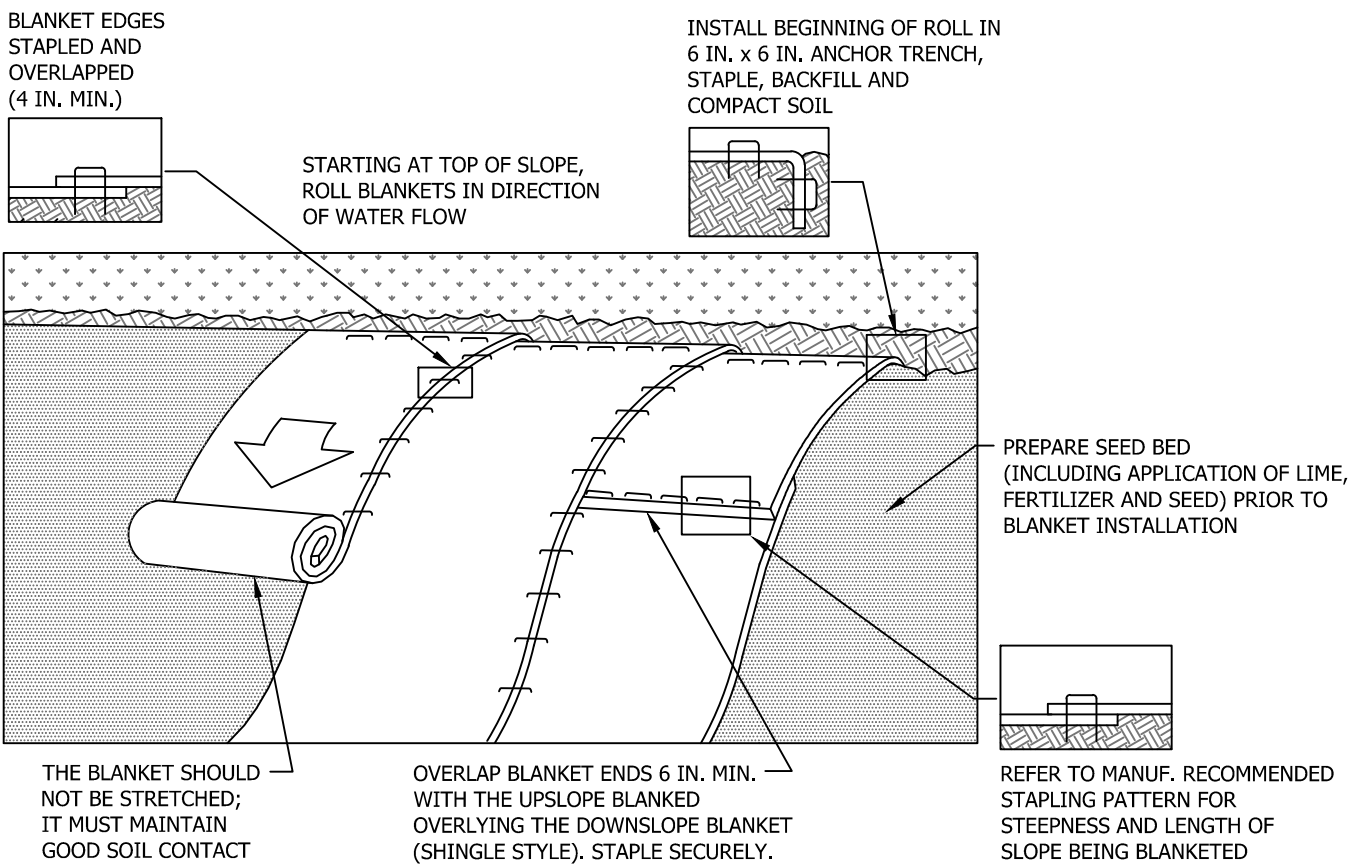 BLANKET EDGES
STAPLED AND
OVERLAPPED
(4 IN. MIN.)
INSTALL BEGINNING OF ROLL IN
6 IN. x 6 IN. ANCHOR TRENCH,
STAPLE, BACKFILL AND
COMPACT SOIL
STARTING AT TOP OF SLOPE,
ROLL BLANKETS IN DIRECTION
OF WATER FLOW
PREPARE SEED BED
(INCLUDING APPLICATION OF LIME,
FERTILIZER AND SEED) PRIOR TO
BLANKET INSTALLATION
THE BLANKET SHOULD
NOT BE STRETCHED;
IT MUST MAINTAIN
GOOD SOIL CONTACT
OVERLAP BLANKET ENDS 6 IN. MIN.
WITH THE UPSLOPE BLANKED
OVERLYING THE DOWNSLOPE BLANKET
(SHINGLE STYLE). STAPLE SECURELY.
REFER TO MANUF. RECOMMENDED
STAPLING PATTERN FOR
STEEPNESS AND LENGTH OF
SLOPE BEING BLANKETED